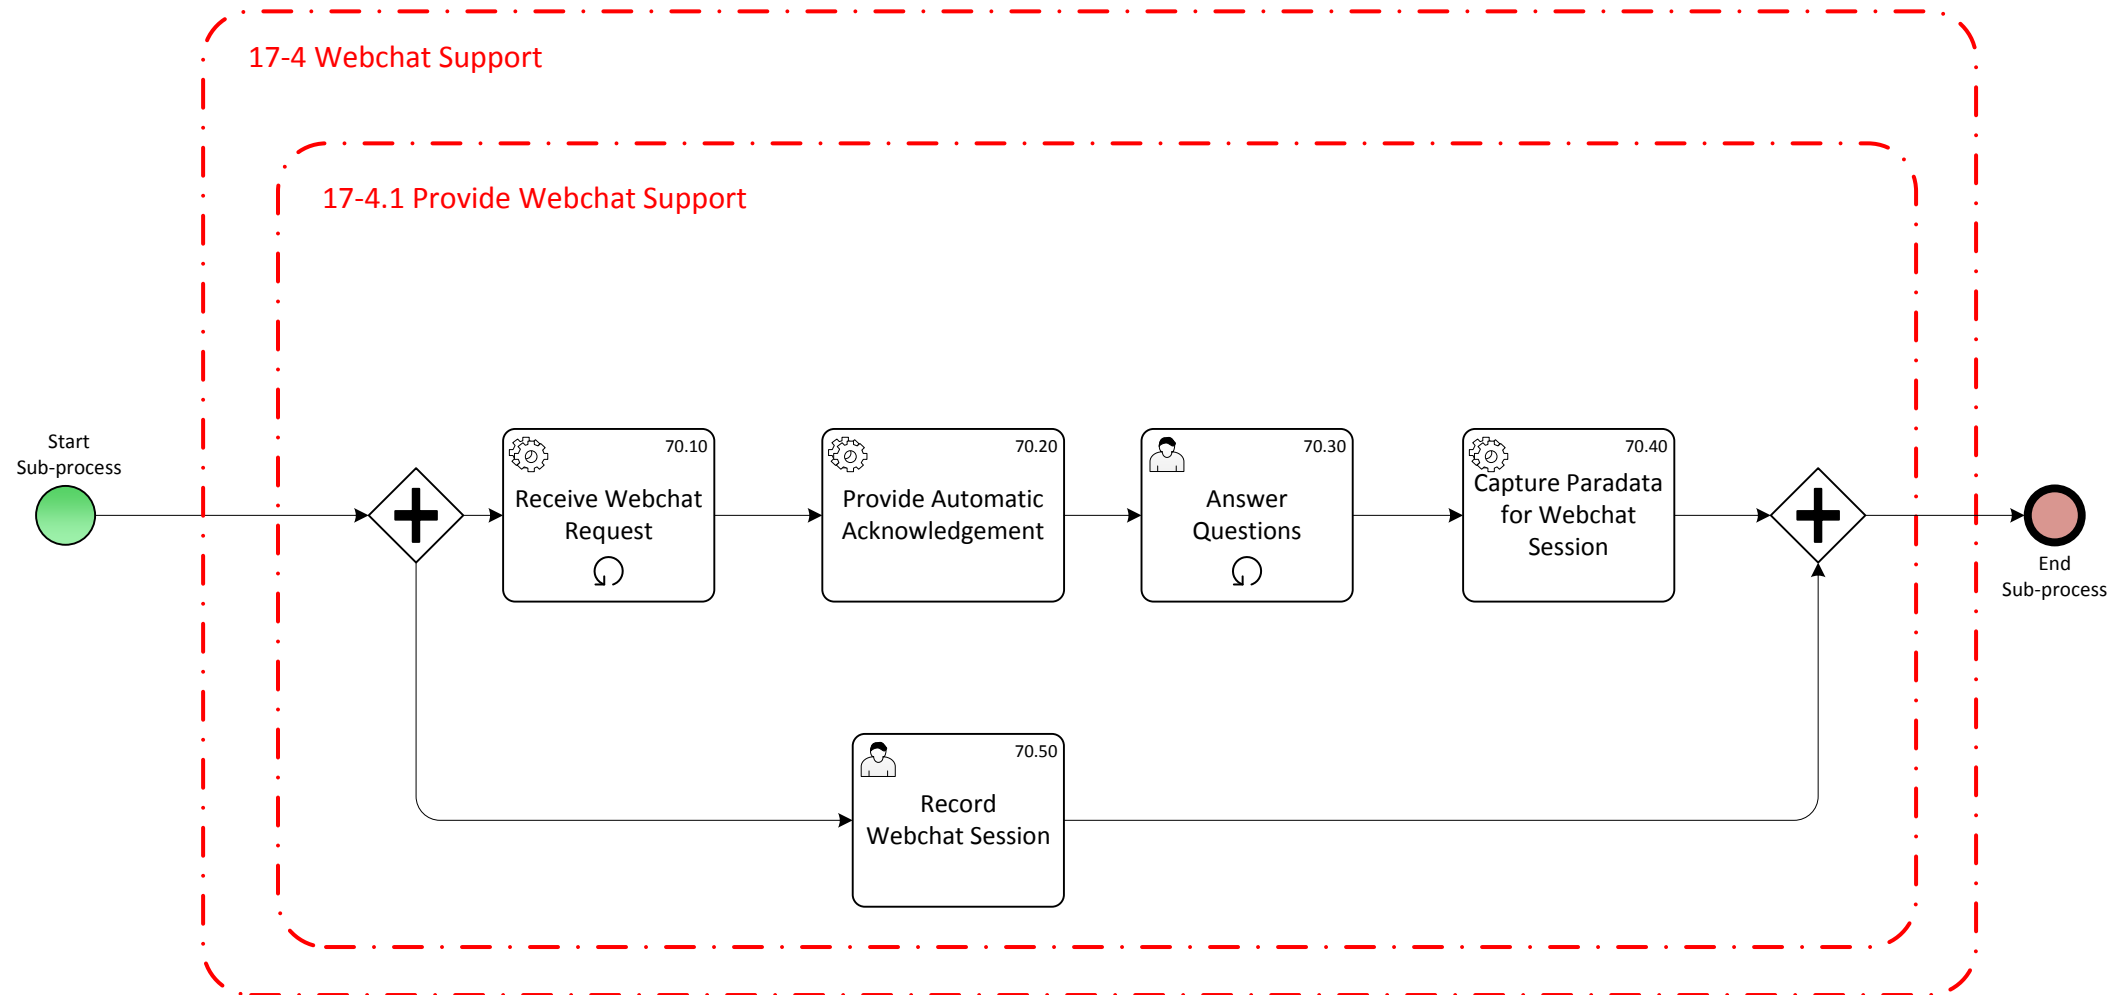 17-4 Webchat Support
17-4.1 Provide Webchat Support
Start
Sub-process
70.10
Receive Webchat
Request
70.20
Provide Automatic
Acknowledgement
70.30
Answer
Questions
70.40
Capture Paradata
for Webchat
Session
End
Sub-process
70.50
Record
Webchat Session